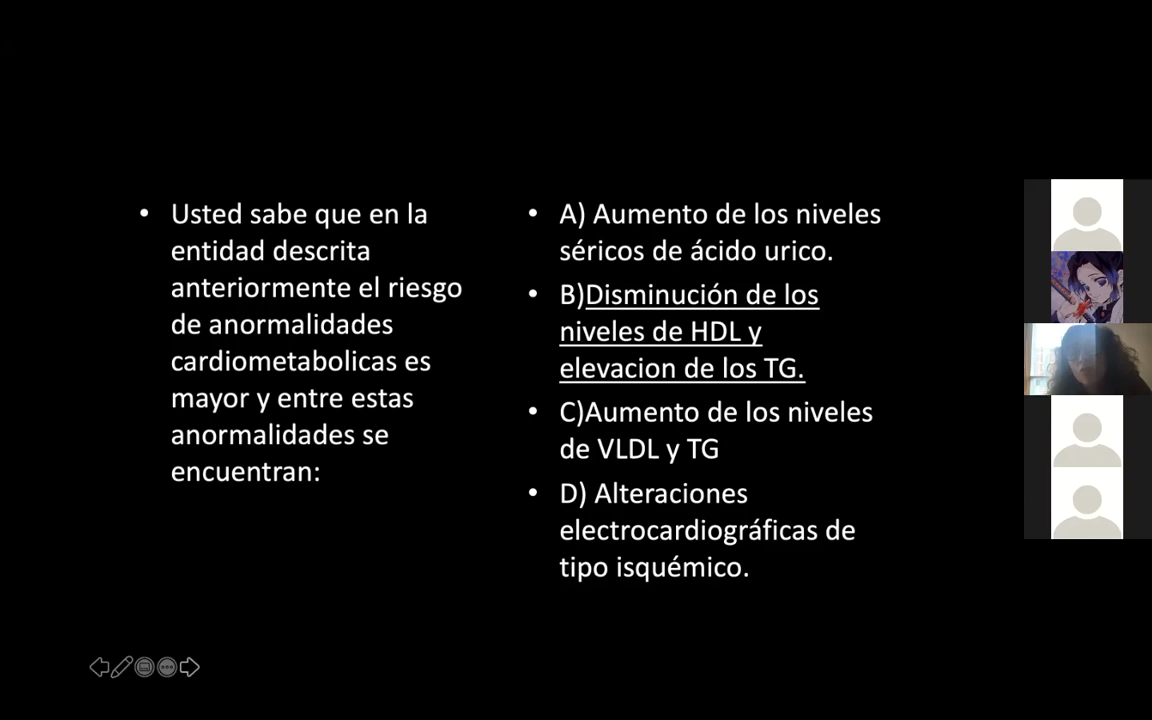 • Usted sabe que en la
entidad descrita
anteriormente el riesgo
de anormalidades
cardiometabolicas es
mayor y entre estas
anormalidades se
encuentran:
• A) Aumento de los niveles
séricos de ácido urico.
• B)Disminución de los
niveles de HDL y
elevacion de los TG.
• C)Aumento de los niveles
de VLDL y TG
• D) Alteraciones
electrocardiográficas de
tipo isquémico.